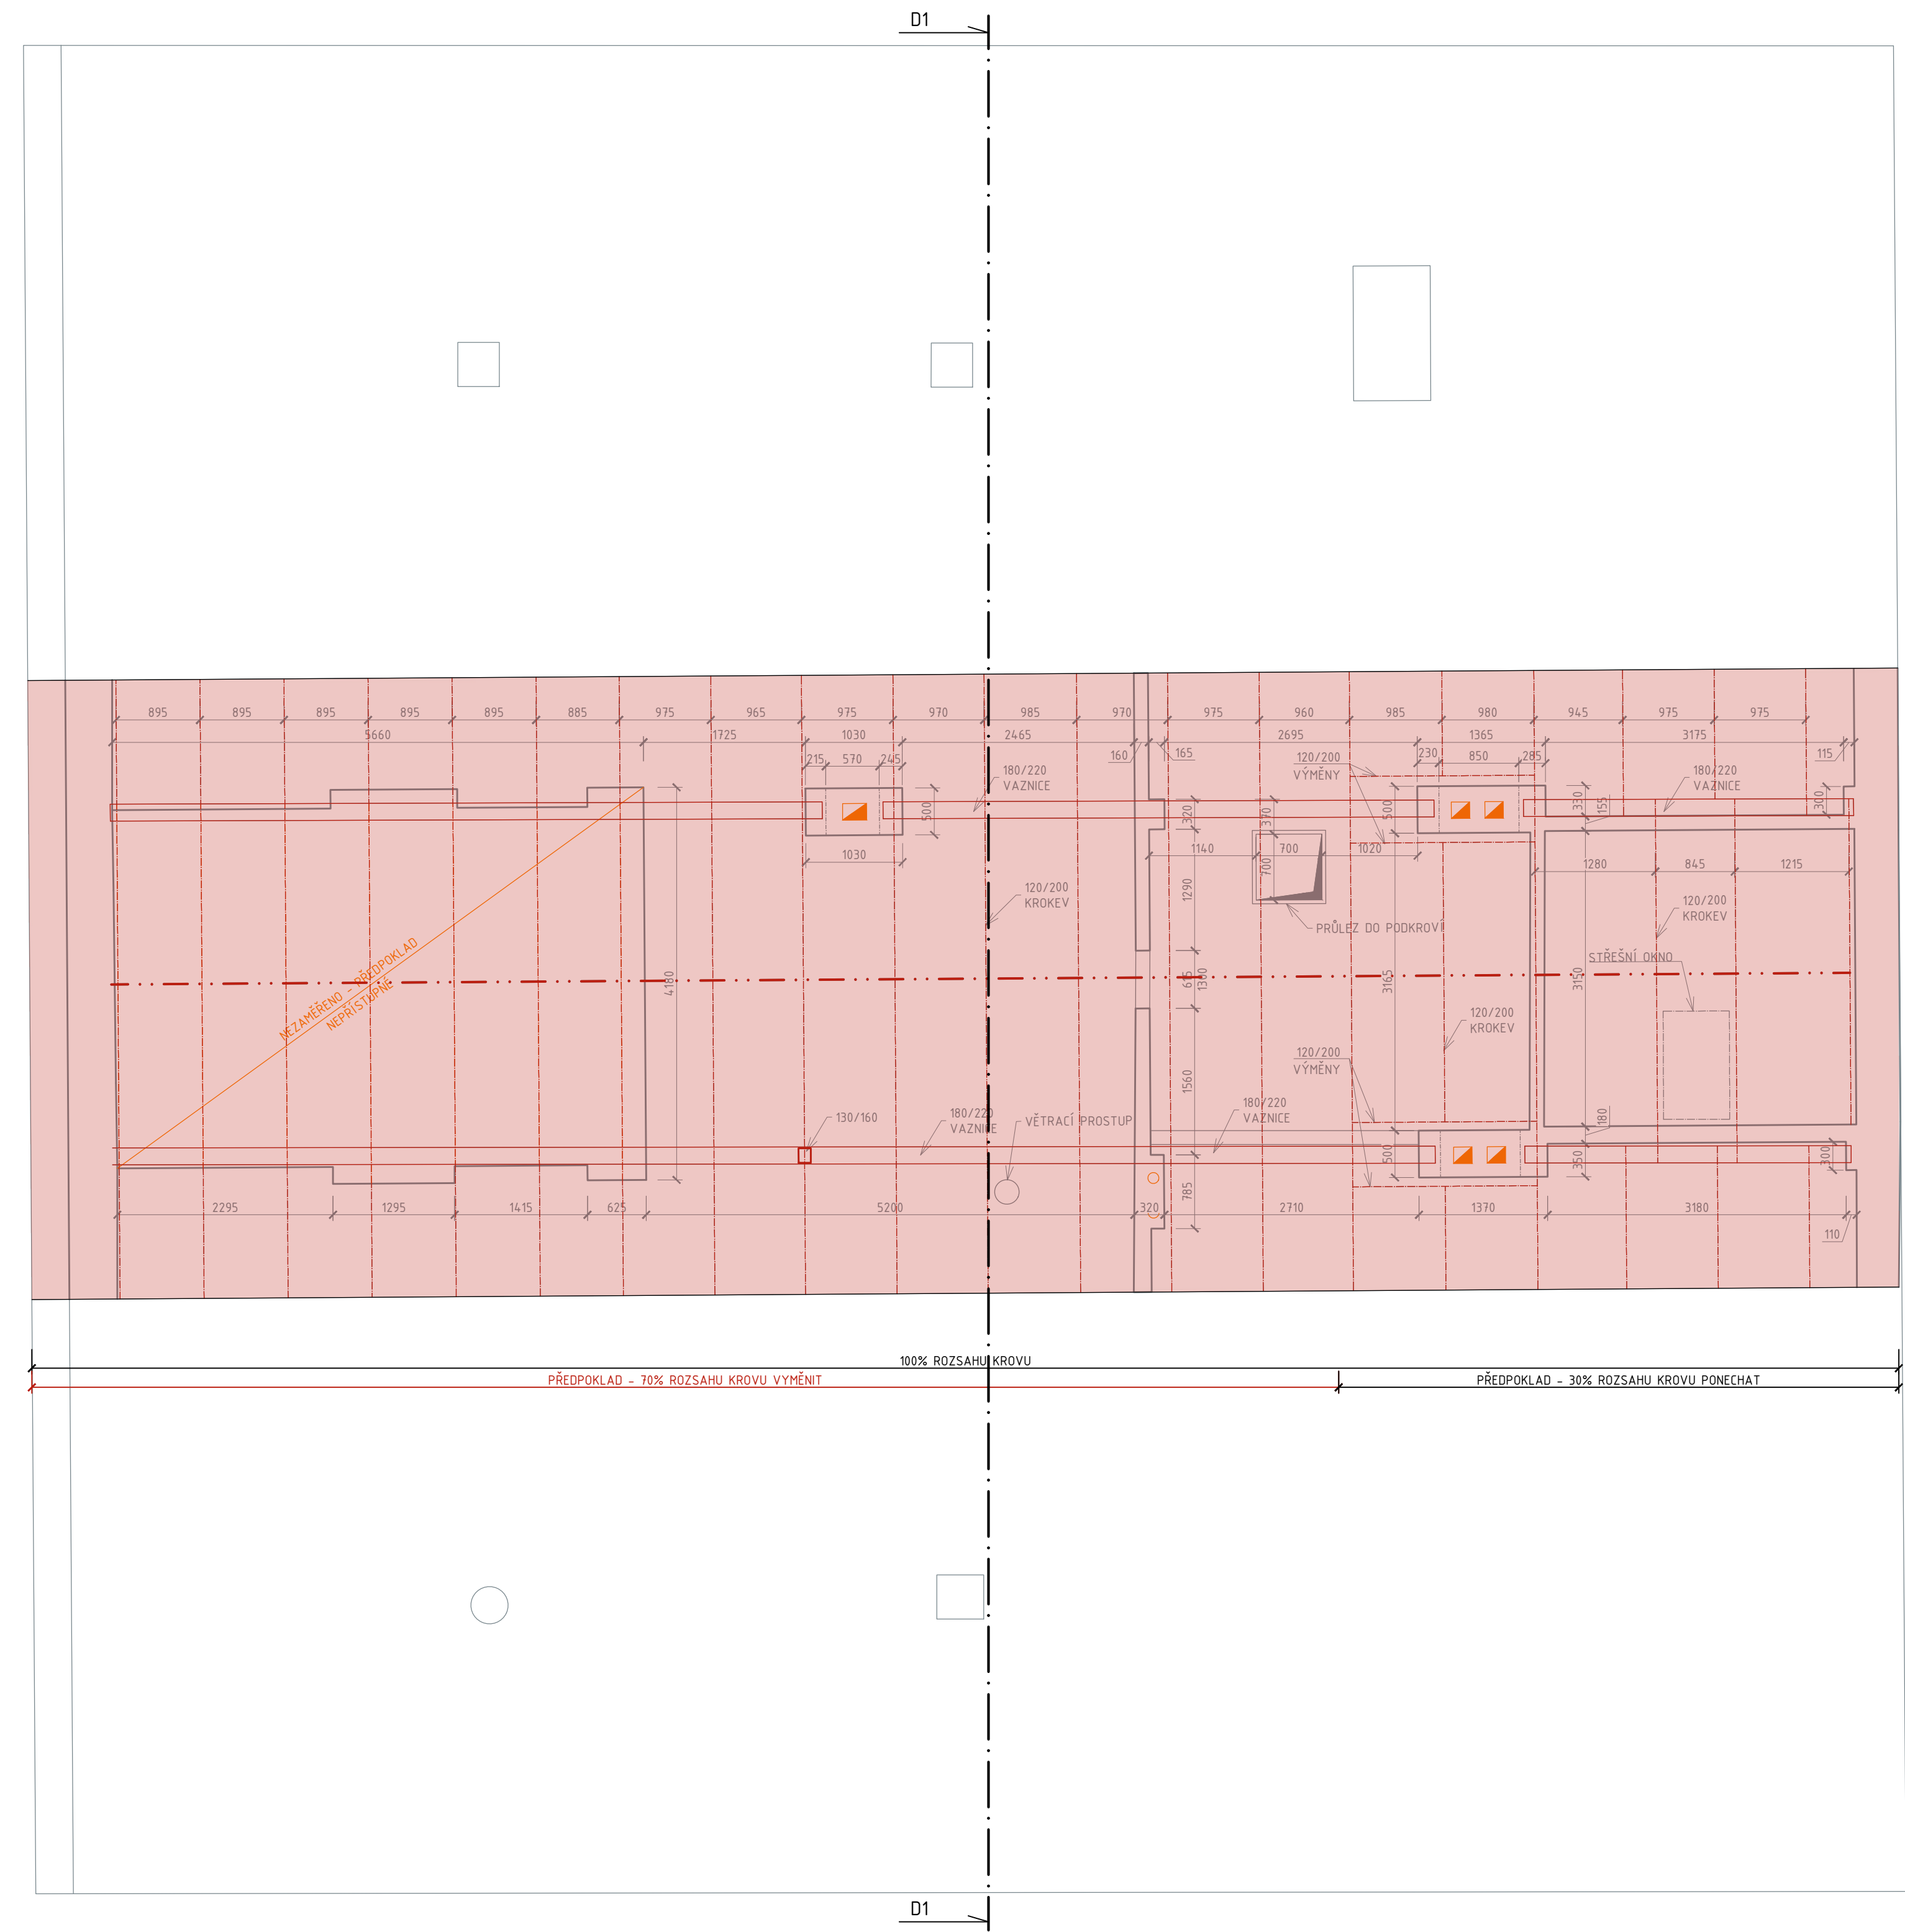 D1
895 895 895 895 895 885 975 965 975 970 985 970 975 960 985 980 945 975 975
5660 1725 1030 2465 2695 1365 3175
160 165 115
215 570 245
230 850 285
180/220
VAZNICE
120/200
VÝMĚNY
180/220
VAZNICE
500
320
370
500
330
155
300
1030
1140 700 1020
700
1280 845 1215
1290
120/200
KROKEV
120/200
KROKEV
PRŮLEZ DO PODKROVÍ
STŘEŠNÍ OKNO
NEZAMĚŘENO - PŘEDPOKLAD
NEPŘÍSTUPNÉ
4180
615
3165
3150
120/200
KROKEV
120/200
VÝMĚNY
1560
130/160
180/220
VAZNICE
VĚTRACÍ PROSTUP
180/220
VAZNICE
180
500
350
300
785
2295 1295 1415 625 5200 320 2710 1370 3180
110
100% ROZSAHU KROVU
PŘEDPOKLAD - 70% ROZSAHU KROVU VYMĚNIT
PŘEDPOKLAD - 30% ROZSAHU KROVU PONECHAT
D1